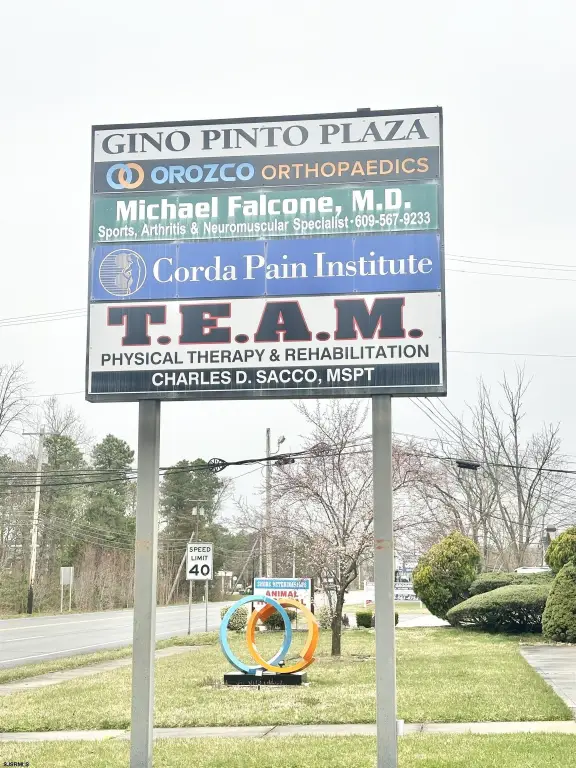 GINO PINTO PLAZA
OROZCO ORTHOPAEDICS
Michael Falcone, M.D.
Sports, Arthritis & Neuromuscular Specialist·609-567-9233
Corda Pain Institute
T.E.A.M.
PHYSICAL THERAPY & REHABILITATION
CHARLES D. SACCO, MSPT
SPEED
LIMIT
40
ANIMAL
SJSRMLS